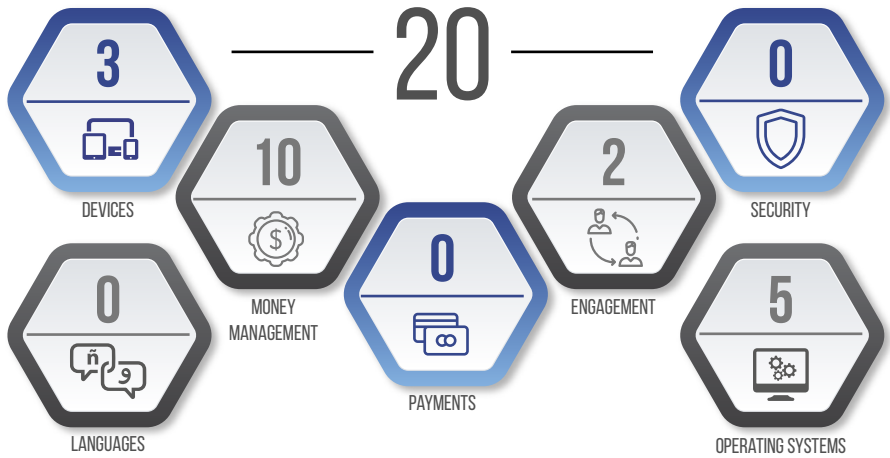 20
3
DEVICES
10
MONEY
MANAGEMENT
0
PAYMENTS
2
ENGAGEMENT
0
SECURITY
0
ñ
و
LANGUAGES
5
OPERATING SYSTEMS
$